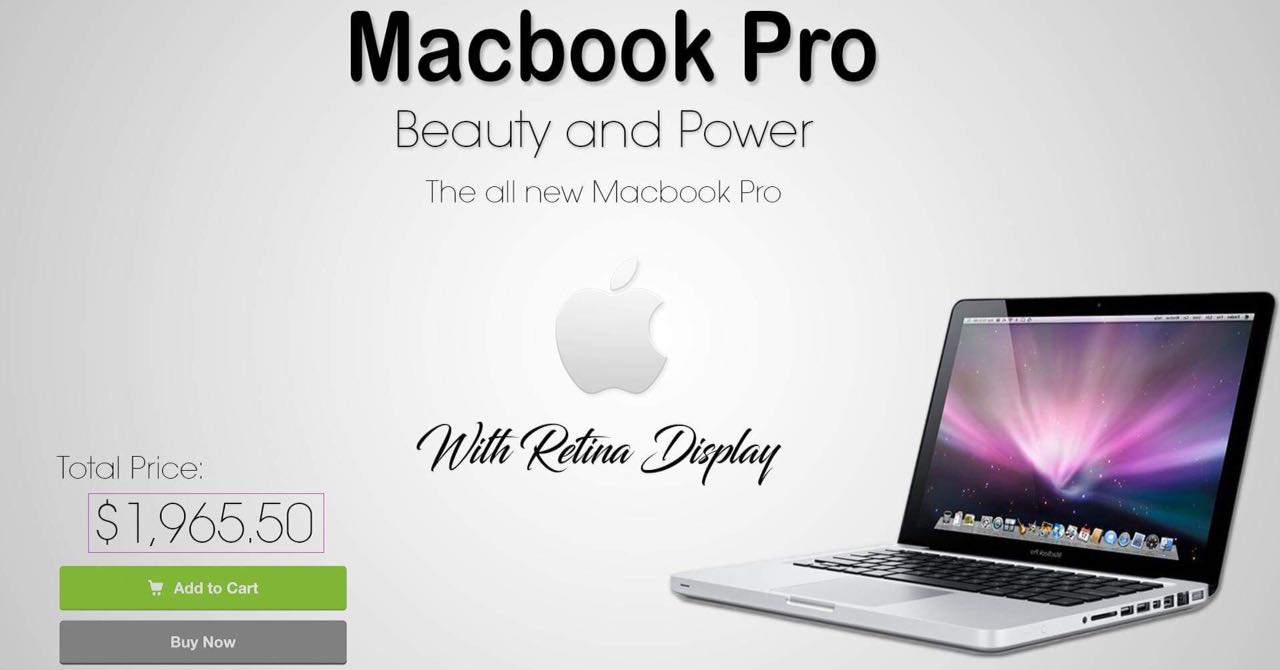 Macbook Pro
Beauty and Power
The all new Macbook Pro
With Retina Display
Total Price:
$1,965.50
Add to Cart
Buy Now